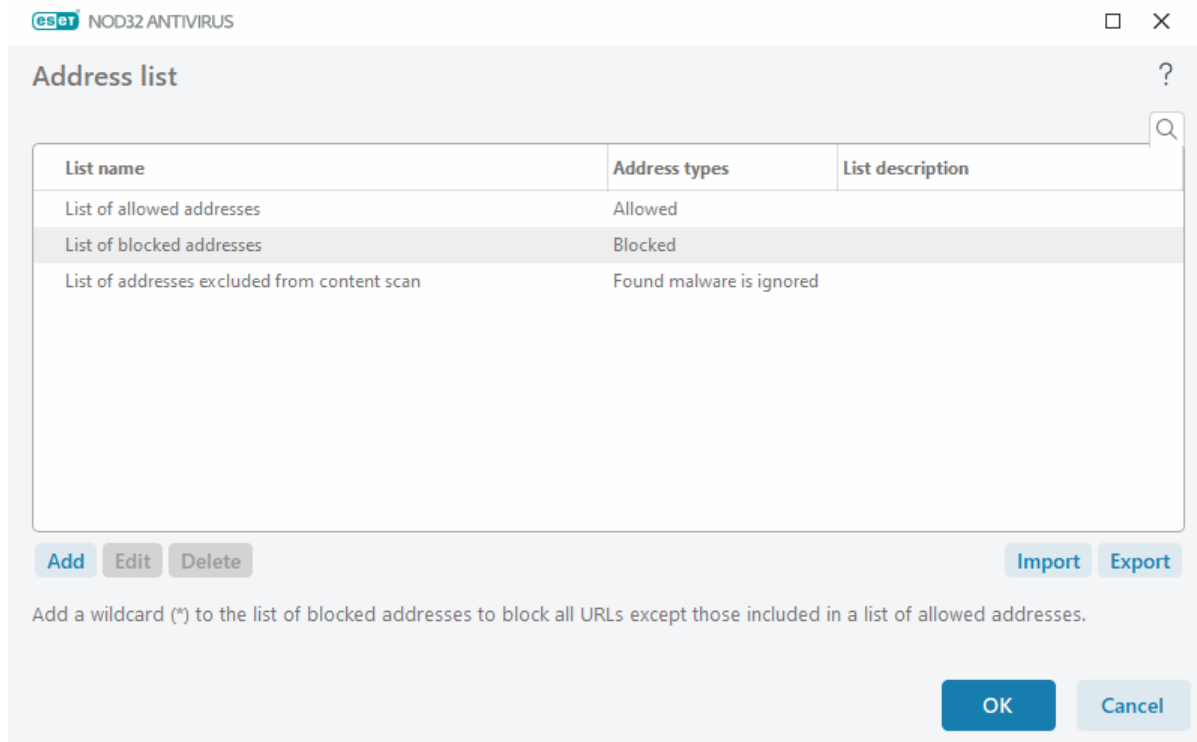 eset NOD32 ANTIVIRUS
Address list
?
List name Address types List description
List of allowed addresses Allowed
List of blocked addresses Blocked
List of addresses excluded from content scan Found malware is ignored
Add Edit Delete Import Export
Add a wildcard (*) to the list of blocked addresses to block all URLs except those included in a list of allowed addresses.
OK Cancel